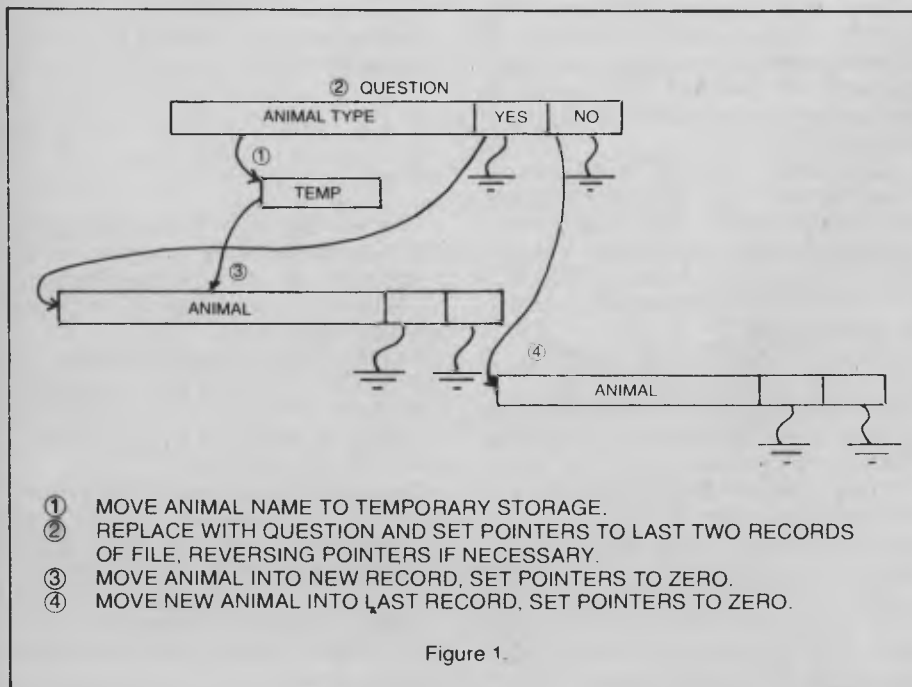 ② QUESTION
ANIMAL TYPE YES NO
①
TEMP
③
ANIMAL
④
ANIMAL
① MOVE ANIMAL NAME TO TEMPORARY STORAGE.
② REPLACE WITH QUESTION AND SET POINTERS TO LAST TWO RECORDS
OF FILE, REVERSING POINTERS IF NECESSARY.
③ MOVE ANIMAL INTO NEW RECORD, SET POINTERS TO ZERO.
④ MOVE NEW ANIMAL INTO LAST RECORD, SET POINTERS TO ZERO.
Figure 1.